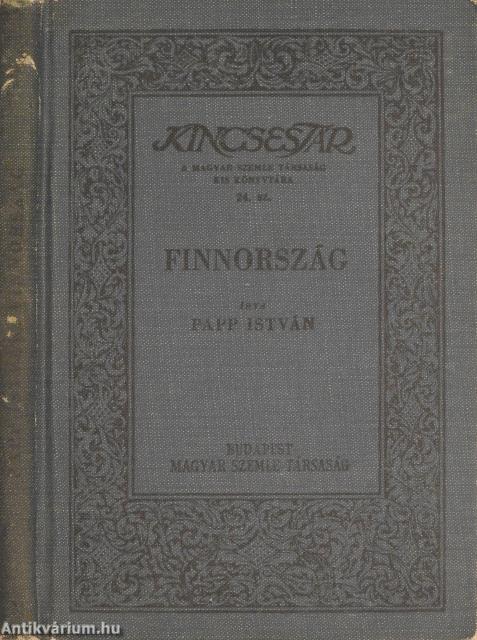 KINCSESTÁR
A MAGYAR SZEMLE TÁRSASÁG
KIS KÖNYVTÁRA
24. sz.
FINNORSZÁG
Írta
PAPP ISTVÁN
BUDAPEST
MAGYAR SZEMLE TÁRSASÁG
Antikvárium.hu